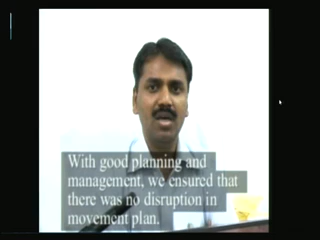 With good planning and
management, we ensured that
there was no disruption in
movement plan.